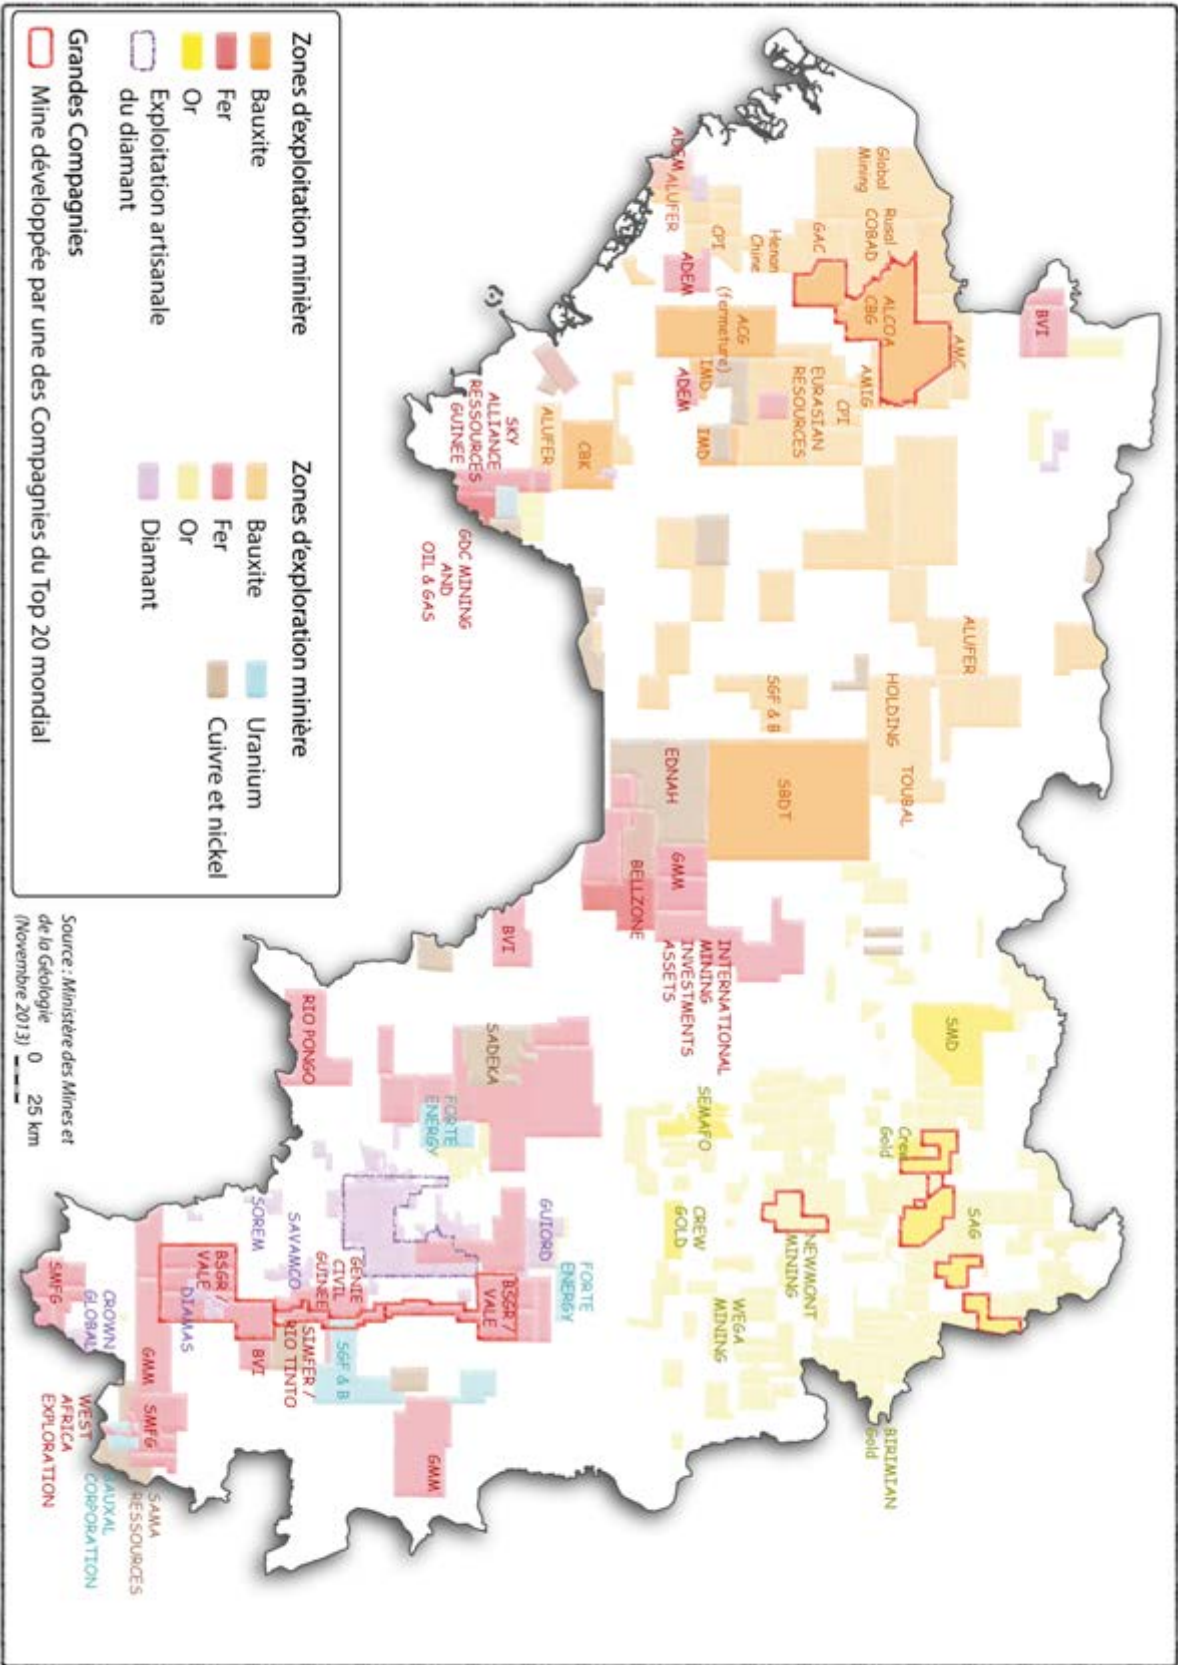 Global
Mining
Rusal
COBAD
GAC
Henan
Chine
CPI
ADEM
ALUFER
ADEM
ALCOA
CBG
AMC
BVI
ACG
(fermeture)
IMD
ADEM
EURASIAN
RESOURCES
CPI
AMIG
IMD
CBK
ALUFER
SKY
ALLIANCE
RESSOURCES
GUINEE
GDC MINING
AND
OIL & GAS
ALUFER
HOLDING
TOUBAL
SGF & B
SBDT
EDNAH
GMM
BELLZONE
INTERNATIONAL
MINING
INVESTMENTS
ASSETS
BVI
RIO PONGO
SADEKA
FORTE
ENERGY
SMD
SEMAFO
Crew
Gold
SAG
NEWMONT
MINING
CREW
GOLD
WEGA
MINING
BIRIMIAN
Gold
GUIORD
FORTE
ENERGY
BSGR /
VALE
GENIE
CIVIL
GUINEE
SAVAMCO
SOREM
BSGR /
VALE
DIAMAS
SIMFER /
RIO TINTO
SGF & B
BVI
GMM
SMFG
CROWN
GLOBAL
GMM
SMFG
WEST
AFRICA
EXPLORATION
BAUXAL
CORPORATION
SAMA
RESSOURCES
Zones d'exploitation minière
Bauxite
Fer
Or
Exploitation artisanale
du diamant
Zones d'exploration minière
Bauxite
Fer
Or
Diamant
Uranium
Cuivre et nickel
Grandes Compagnies
Mine développée par une des Compagnies du Top 20 mondial
Source : Ministère des Mines et
de la Géologie
(Novembre 2013)
0 25 km